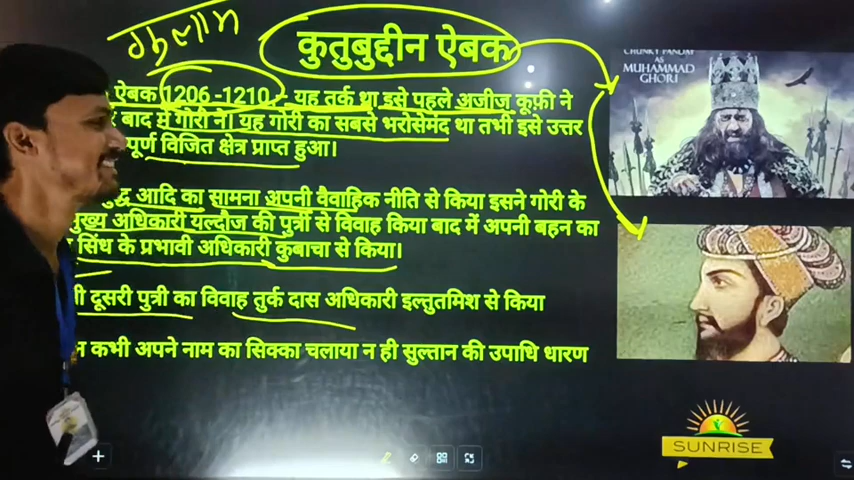 गुलाम
कुतुबुद्दीन ऐबक
ऐबक 1206 -1210 - यह तर्क था इसे पहले अजीज कूफ़ी ने
बाद में गोरी ने। यह गोरी का सबसे भरोसेमंद था तभी इसे उत्तर
पूर्ण विजित क्षेत्र प्राप्त हुआ।
आदि का सामना अपनी वैवाहिक नीति से किया इसने गोरी के
मुख्य अधिकारी यल्दौज की पुत्री से विवाह किया बाद में अपनी बहन का
सिंध के प्रभावी अधिकारी कुबाचा से किया।
दूसरी पुत्री का विवाह तुर्क दास अधिकारी इल्तुतमिश से किया
न कभी अपने नाम का सिक्का चलाया न ही सुल्तान की उपाधि धारण
CHUNKY PANDAY
AS
MUHAMMAD
GHORI
SUNRISE